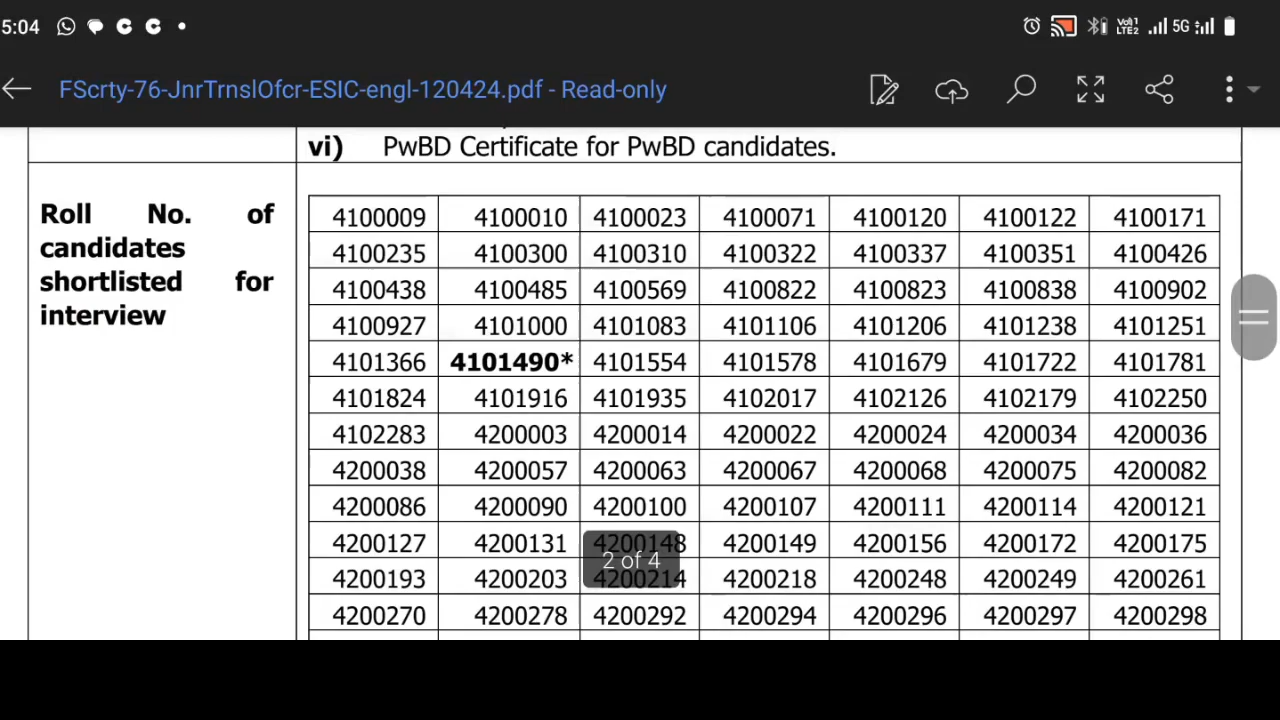 5:04 Vol) 1 LTE2 5G
FScrty-76-JnrTrnslOfcr-ESIC-engl-120424.pdf - Read-only
vi) PwBD Certificate for PwBD candidates.
Roll No. of
candidates
shortlisted for
interview
4100009 4100010 4100023 4100071 4100120 4100122 4100171
4100235 4100300 4100310 4100322 4100337 4100351 4100426
4100438 4100485 4100569 4100822 4100823 4100838 4100902
4100927 4101000 4101083 4101106 4101206 4101238 4101251
4101366 4101490* 4101554 4101578 4101679 4101722 4101781
4101824 4101916 4101935 4102017 4102126 4102179 4102250
4102283 4200003 4200014 4200022 4200024 4200034 4200036
4200038 4200057 4200063 4200067 4200068 4200075 4200082
4200086 4200090 4200100 4200107 4200111 4200114 4200121
4200127 4200131 4200148 4200149 4200156 4200172 4200175
2 of 4
4200193 4200203 4200214 4200218 4200248 4200249 4200261
4200270 4200278 4200292 4200294 4200296 4200297 4200298